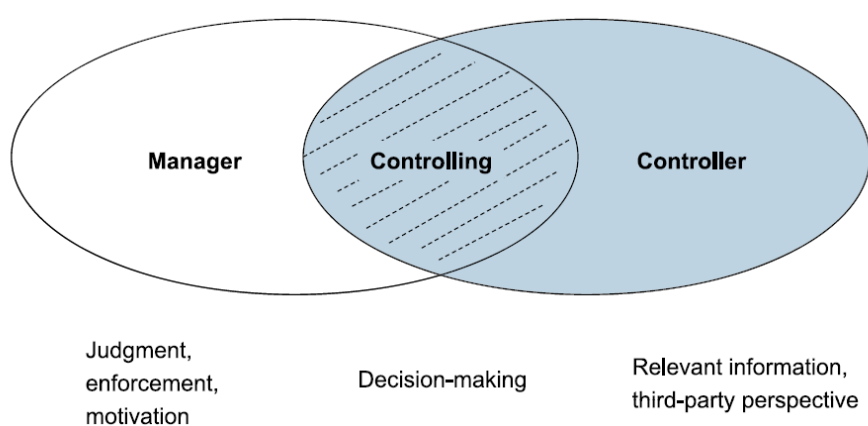 Manager
Controlling
Controller
Judgment,
enforcement,
motivation
Decision-making
Relevant information,
third-party perspective